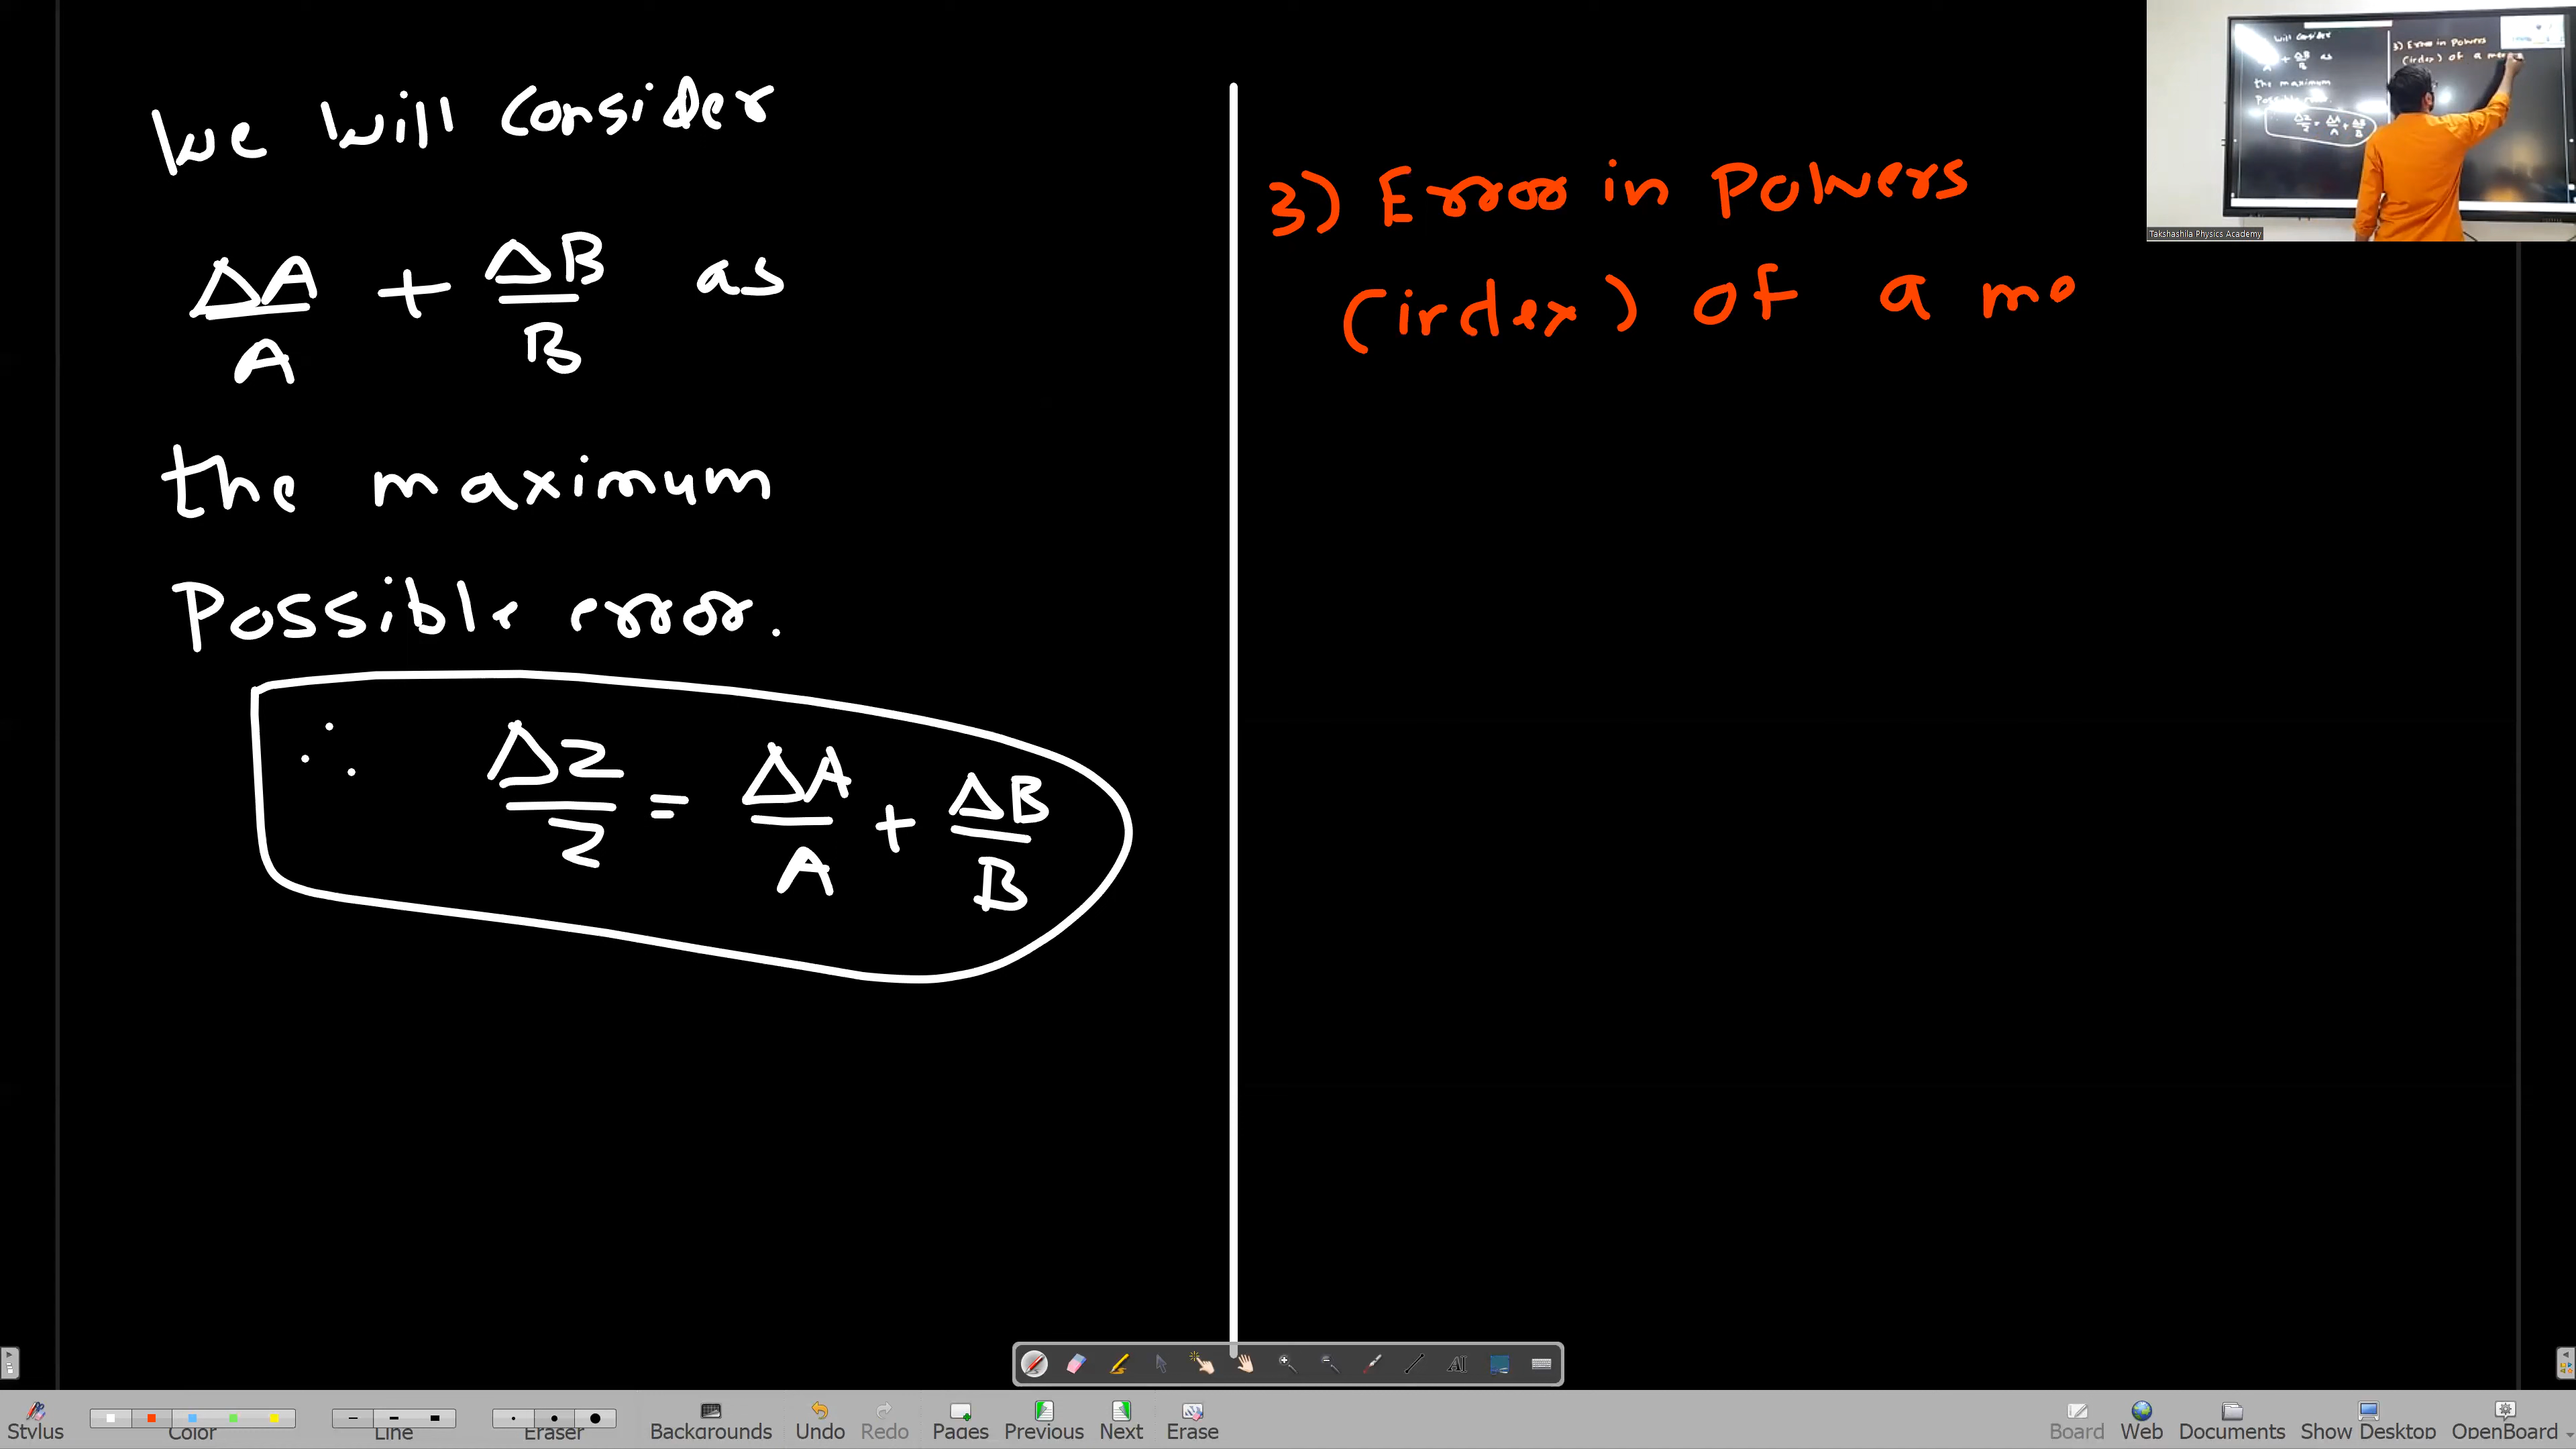 we will consider
ΔA/A + ΔB/B as
the maximum
Possible error.
∴ ΔZ/Z = ΔA/A + ΔB/B
3) Error in Powers
(index) of a me
Takshashila Physics Academy
Stylus
Color
Line
Eraser
Backgrounds
Undo
Redo
Pages
Previous
Next
Erase
Board
Web
Documents
Show Desktop
OpenBoard